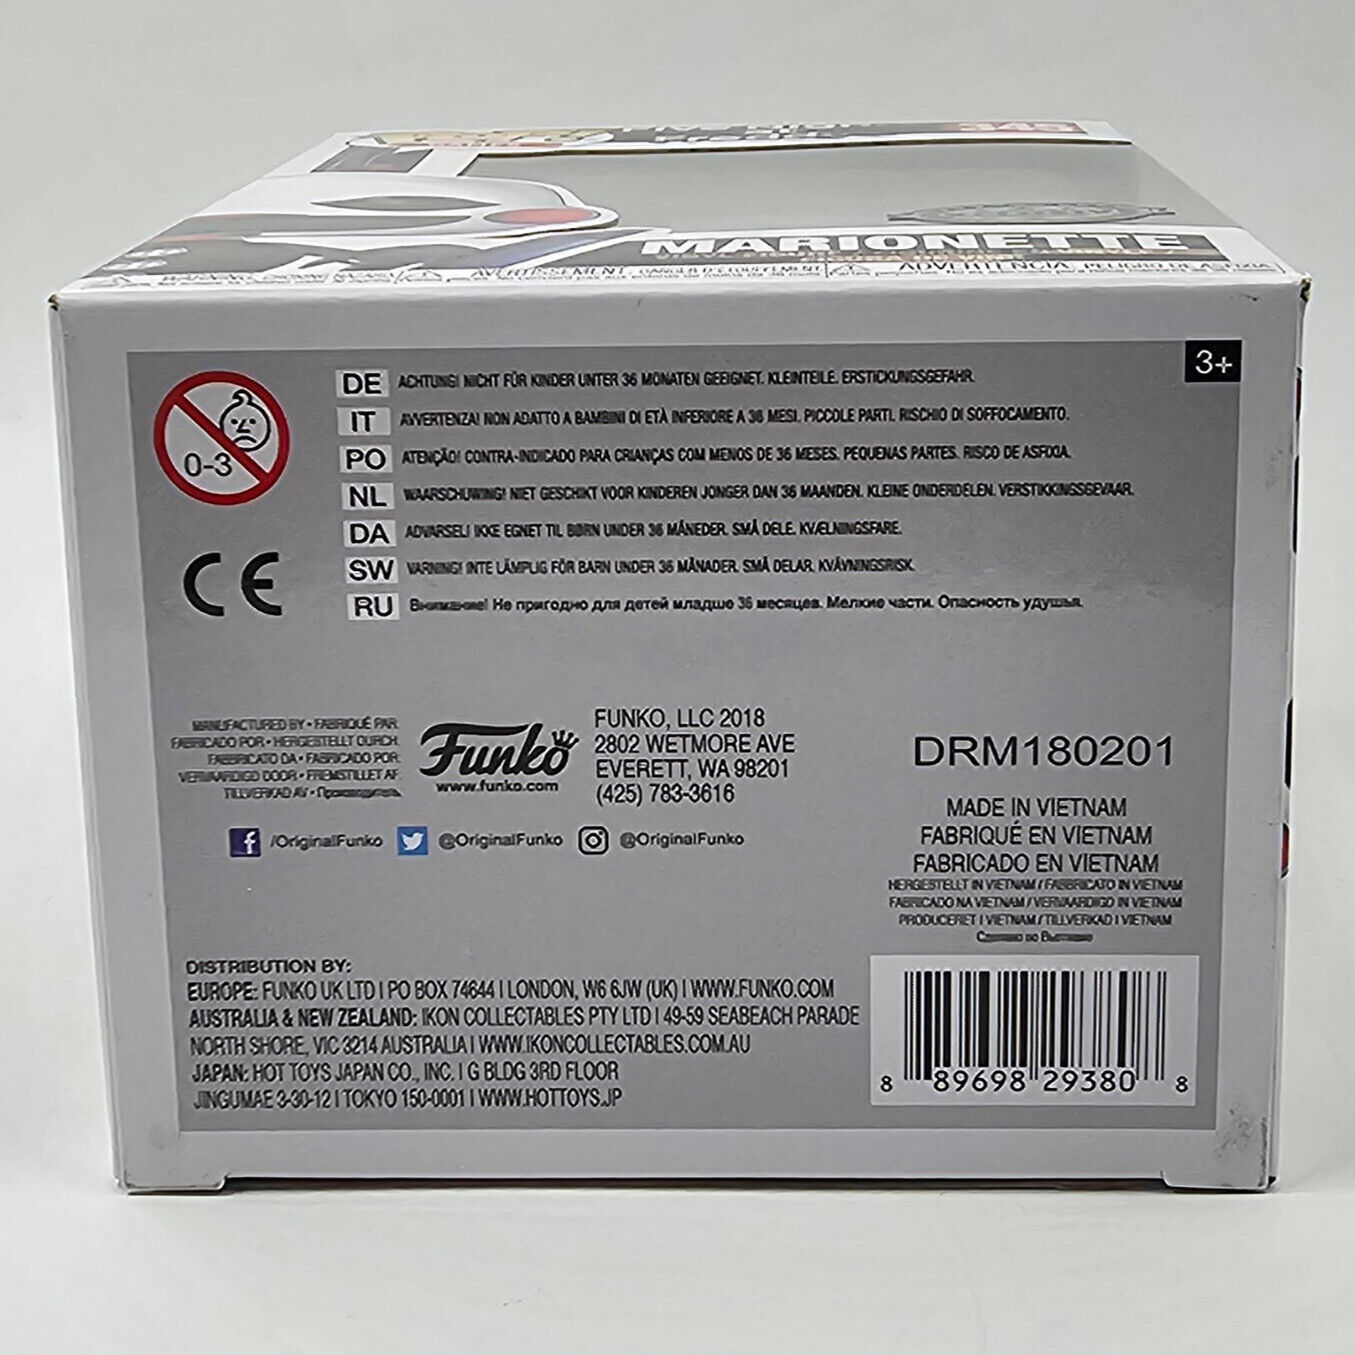 345
MARIONETTE
AVERTISSEMENT: DANGER D'ÉTOUFFEMENT
ADVERTENCIA:
3+
0-3
CE
DE ACHTUNG! NICHT FÜR KINDER UNTER 36 MONATEN GEEIGNET. KLEINTEILE. ERSTICKUNGSGEFAHR.
IT AVVERTENZA! NON ADATTO A BAMBINI DI ETÀ INFERIORE A 36 MESI. PICCOLE PARTI. RISCHIO DI SOFFOCAMENTO.
PO ATENÇÃO! CONTRA-INDICADO PARA CRIANÇAS COM MENOS DE 36 MESES. PEQUENAS PARTES. RISCO DE ASFIXIA.
NL WAARSCHUWING! NIET GESCHIKT VOOR KINDEREN JONGER DAN 36 MAANDEN. KLEINE ONDERDELEN. VERSTIKKINGSGEVAAR.
DA ADVARSEL! IKKE EGNET TIL BØRN UNDER 36 MÅNEDER. SMÅ DELE. KVÆLNINGSFARE.
SW VARNING! INTE LÄMPLIG FÖR BARN UNDER 36 MÅNADER. SMÅ DELAR. KVÄVNINGSRISK.
RU Внимание! Не пригодно для детей младше 36 месяцев. Мелкие части. Опасность удушья.
MANUFACTURED BY • FABRIQUÉ PAR
FABRICADO POR • HERGESTELLT DURCH
FABBRICATO DA • FABRICADO POR
VERVAARDIGD DOOR • FREMSTILLET AF
TILLVERKAD AV • Производитель
Funko
www.funko.com
FUNKO, LLC 2018
2802 WETMORE AVE
EVERETT, WA 98201
(425) 783-3616
/OriginalFunko @OriginalFunko @OriginalFunko
DRM180201
MADE IN VIETNAM
FABRIQUÉ EN VIETNAM
FABRICADO EN VIETNAM
HERGESTELLT IN VIETNAM / FABBRICATO IN VIETNAM
FABRICADO NA VIETNAM / VERVAARDIGD IN VIETNAM
PRODUCERET I VIETNAM / TILLVERKAD I VIETNAM
Сделано во Вьетнаме
DISTRIBUTION BY:
EUROPE: FUNKO UK LTD | PO BOX 74644 | LONDON, W6 6JW (UK) | WWW.FUNKO.COM
AUSTRALIA & NEW ZEALAND: IKON COLLECTABLES PTY LTD | 49-59 SEABEACH PARADE
NORTH SHORE, VIC 3214 AUSTRALIA | WWW.IKONCOLLECTABLES.COM.AU
JAPAN: HOT TOYS JAPAN CO., INC. | G BLDG 3RD FLOOR
JINGUMAE 3-30-12 | TOKYO 150-0001 | WWW.HOTTOYS.JP
8 89698 29380 8